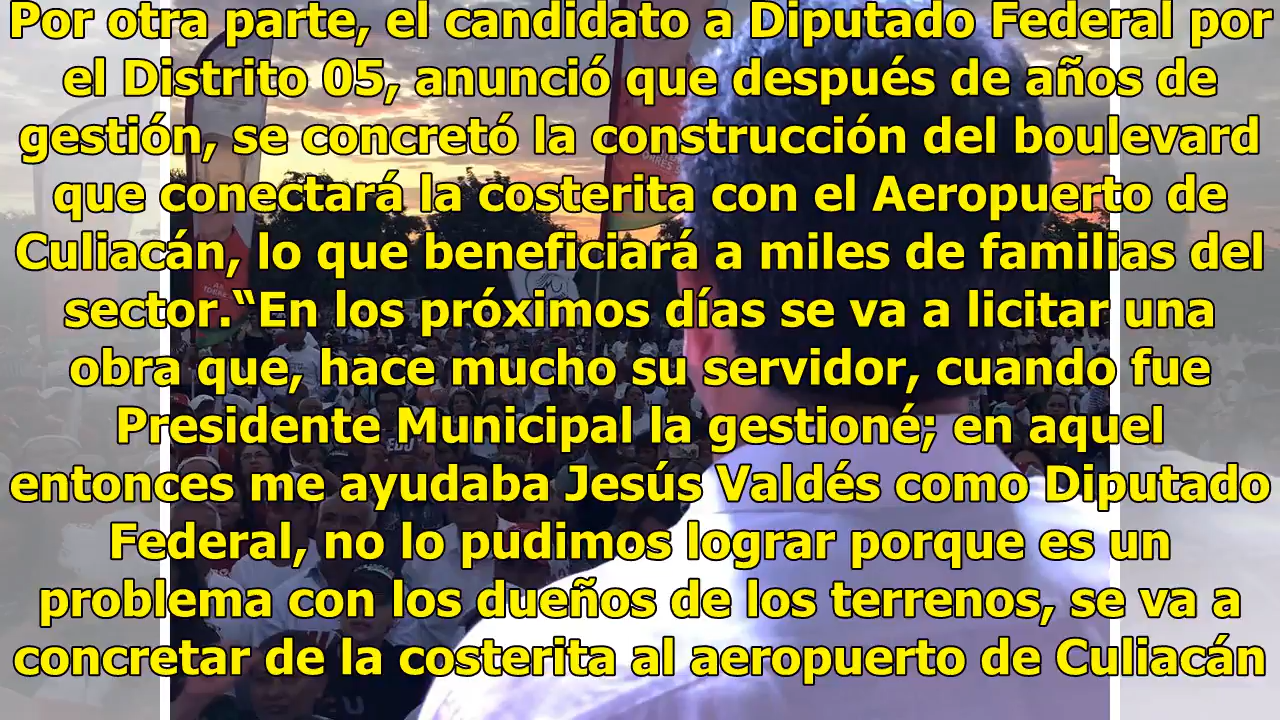 Por otra parte, el candidato a Diputado Federal por
el Distrito 05, anunció que después de años de
gestión, se concretó la construcción del boulevard
que conectará la costerita con el Aeropuerto de
Culiacán, lo que beneficiará a miles de familias del
sector.“En los próximos días se va a licitar una
obra que, hace mucho su servidor, cuando fue
Presidente Municipal la gestioné; en aquel
entonces me ayudaba Jesús Valdés como Diputado
Federal, no lo pudimos lograr porque es un
problema con los dueños de los terrenos, se va a
concretar de la costerita al aeropuerto de Culiacán